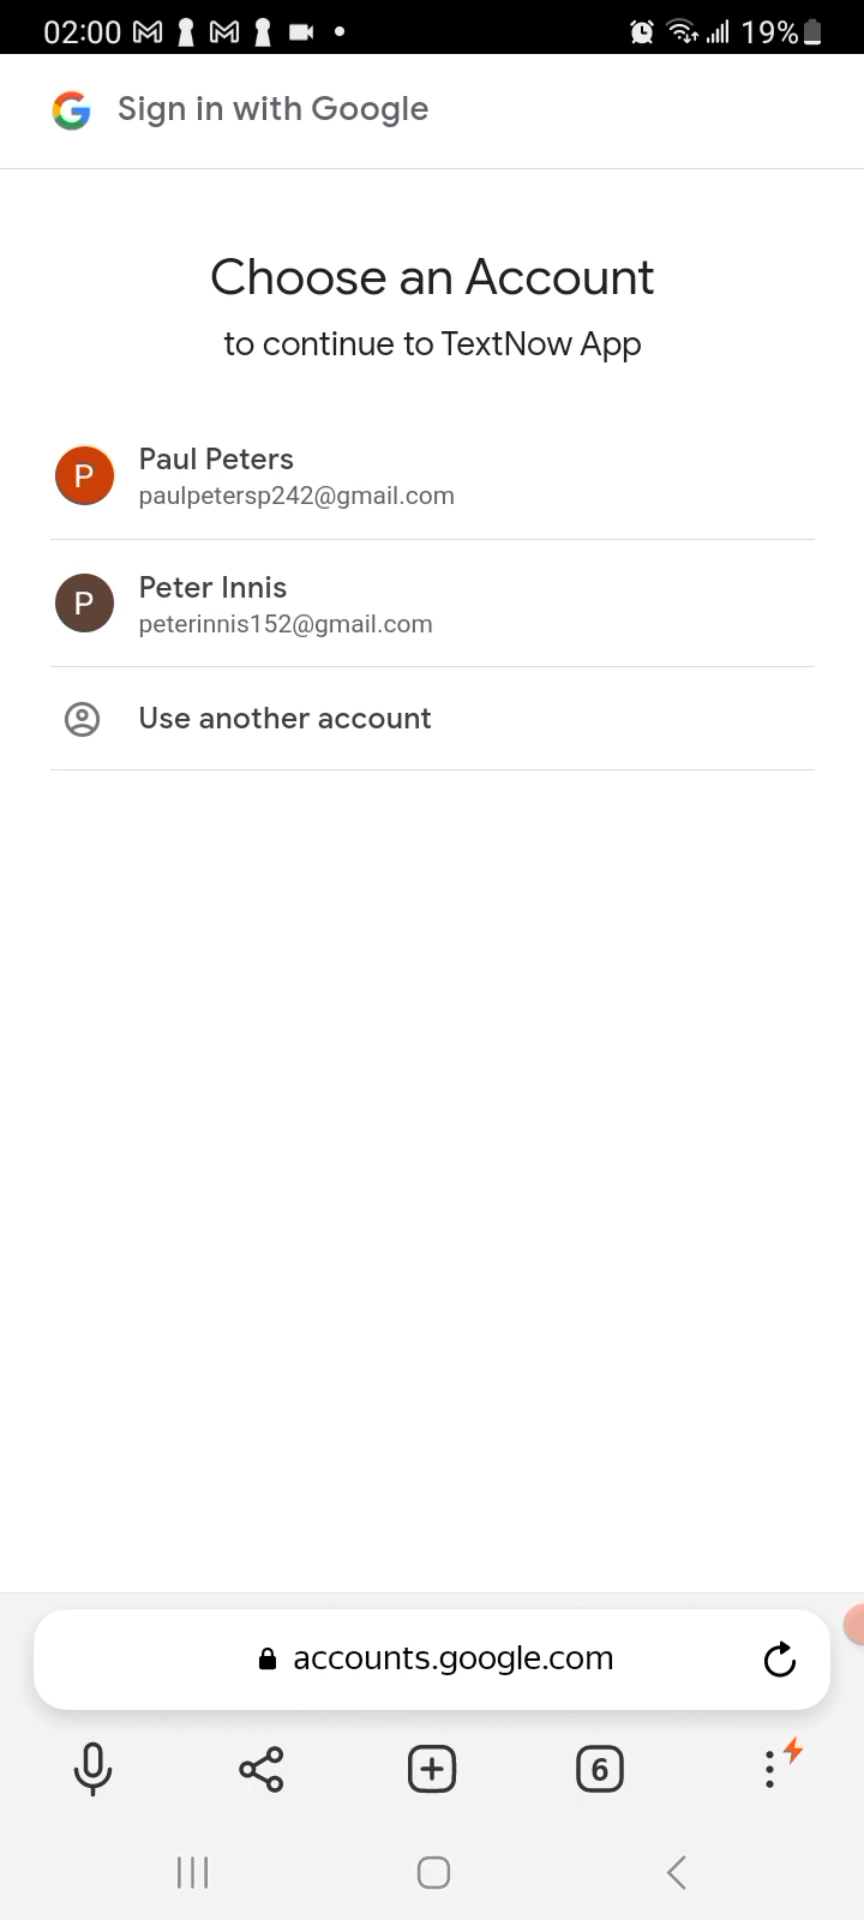 02:00 19%
Sign in with Google
Choose an Account
to continue to TextNow App
P Paul Peters
paulpetersp242@gmail.com
P Peter Innis
peterinnis152@gmail.com
Use another account
accounts.google.com
6